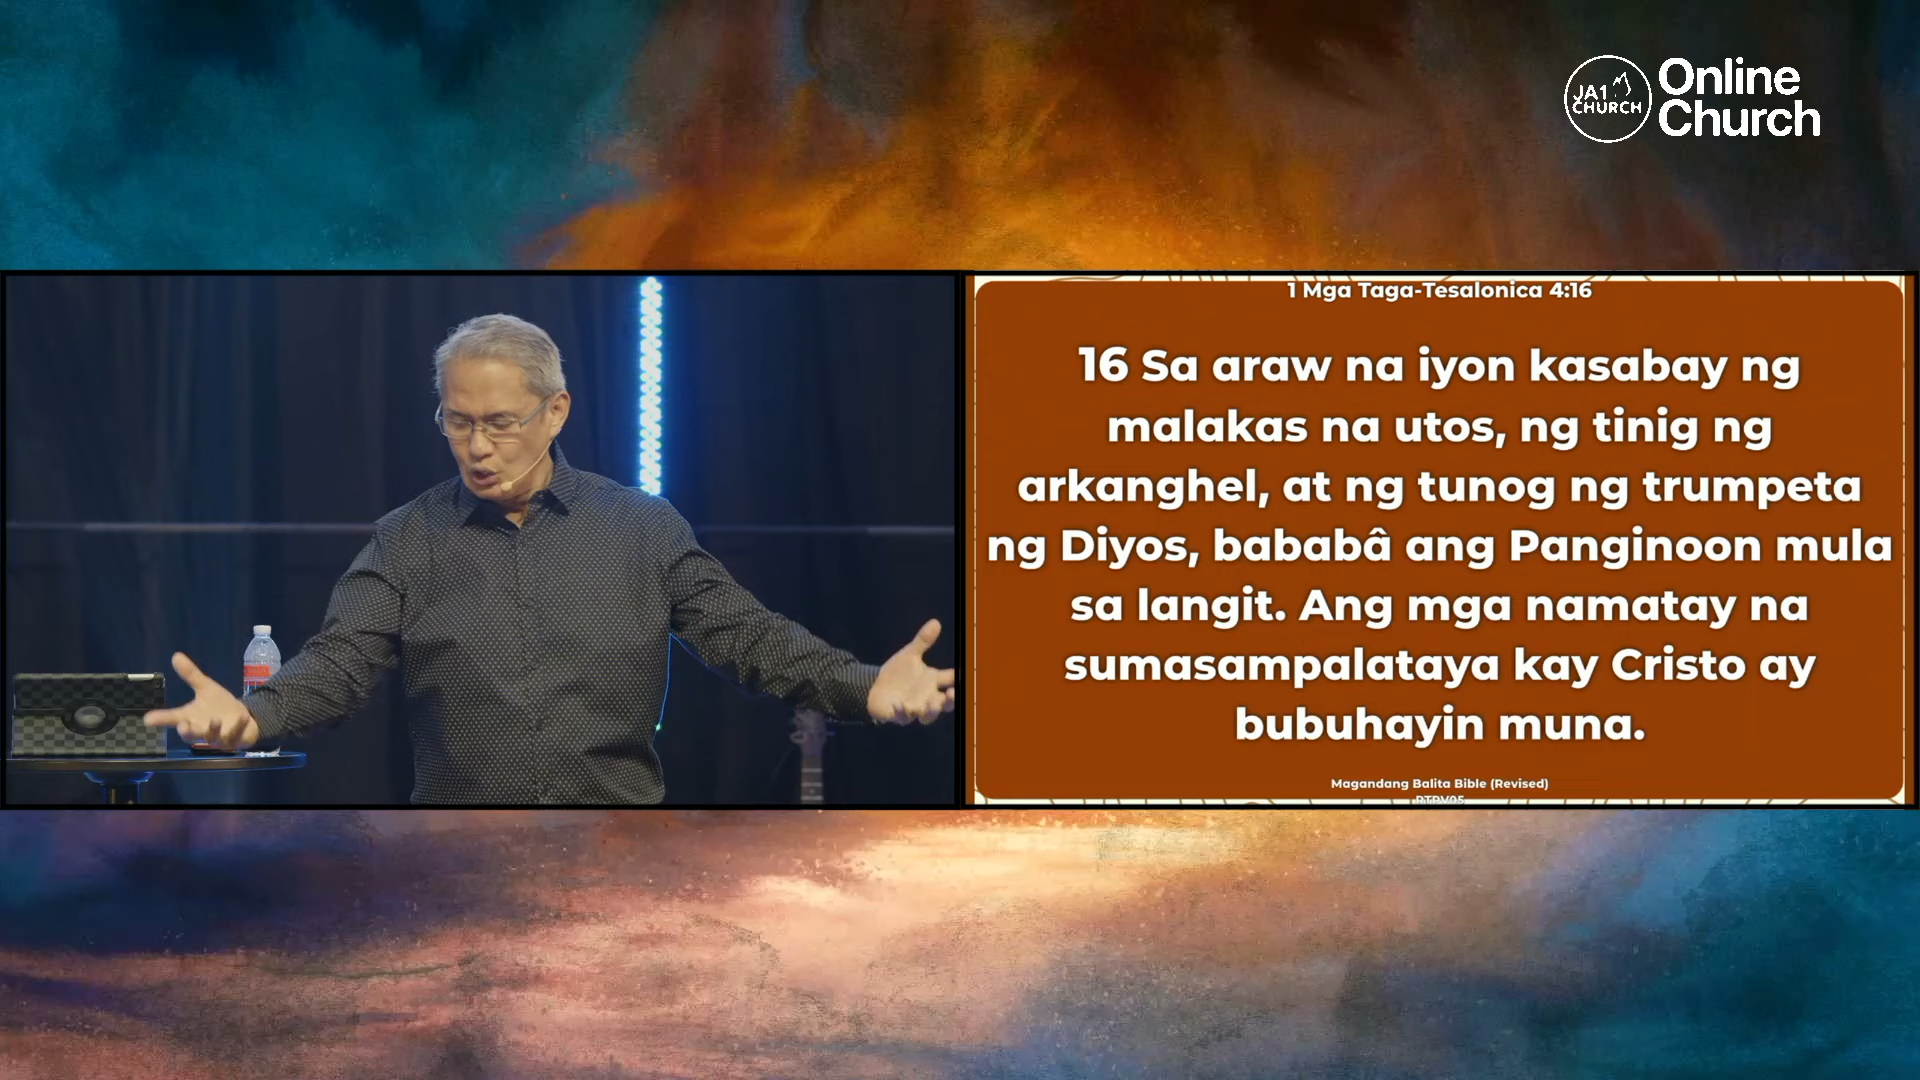 JA1
CHURCH
Online
Church
1 Mga Taga-Tesalonica 4:16
16 Sa araw na iyon kasabay ng
malakas na utos, ng tinig ng
arkanghel, at ng tunog ng trumpeta
ng Diyos, bababâ ang Panginoon mula
sa langit. Ang mga namatay na
sumasampalataya kay Cristo ay
bubuhayin muna.
Magandang Balita Bible (Revised)
RTPV05